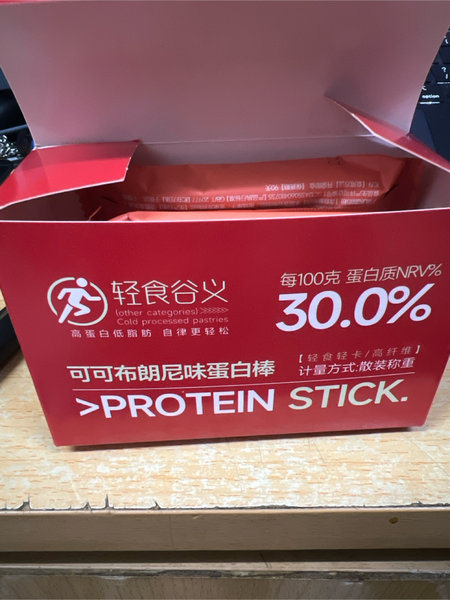 option
轻食谷义
(other categories)
Cold processed pastries
高蛋白低脂肪 自律更轻松
每100克 蛋白质NRV%
30.0%
可可布朗尼味蛋白棒
【轻食轻卡/高纤维】
计量方式:散装称重
>PROTEIN STICK.